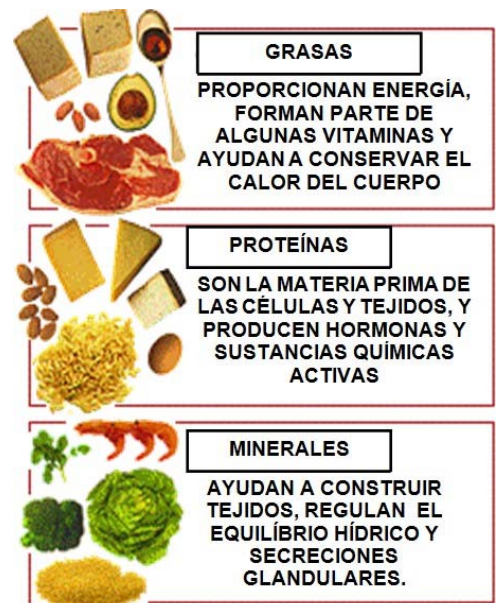 GRASAS
PROPORCIONAN ENERGÍA,
FORMAN PARTE DE
ALGUNAS VITAMINAS Y
AYUDAN A CONSERVAR EL
CALOR DEL CUERPO
PROTEÍNAS
SON LA MATERIA PRIMA DE
LAS CÉLULAS Y TEJIDOS, Y
PRODUCEN HORMONAS Y
SUSTANCIAS QUÍMICAS
ACTIVAS
MINERALES
AYUDAN A CONSTRUIR
TEJIDOS, REGULAN EL
EQUILÍBRIO HÍDRICO Y
SECRECIONES
GLANDULARES.